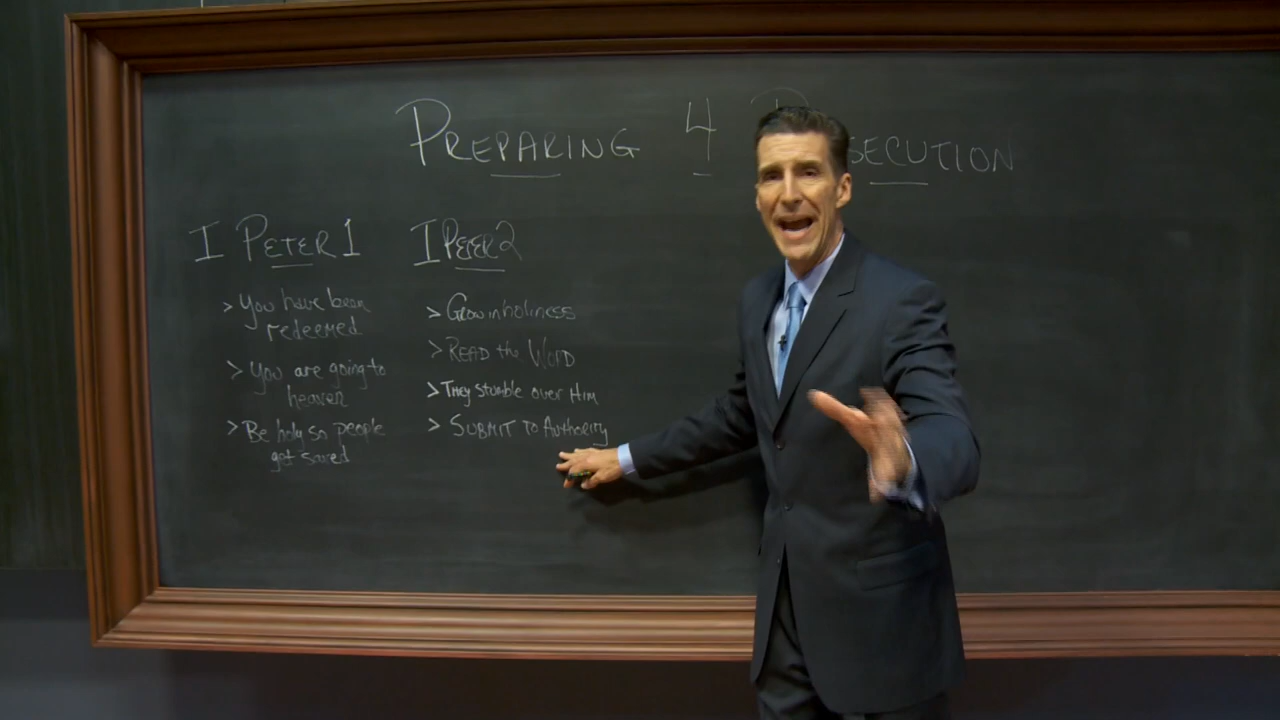 PREPARING 4 P SECUTION
I PETER 1
> You have been
redeemed
> You are going to
heaven
> Be holy so people
get saved
I PETER 2
> Grow in holiness
> READ the WORD
> They stumble over Him
> SUBMIT TO AUTHORITY